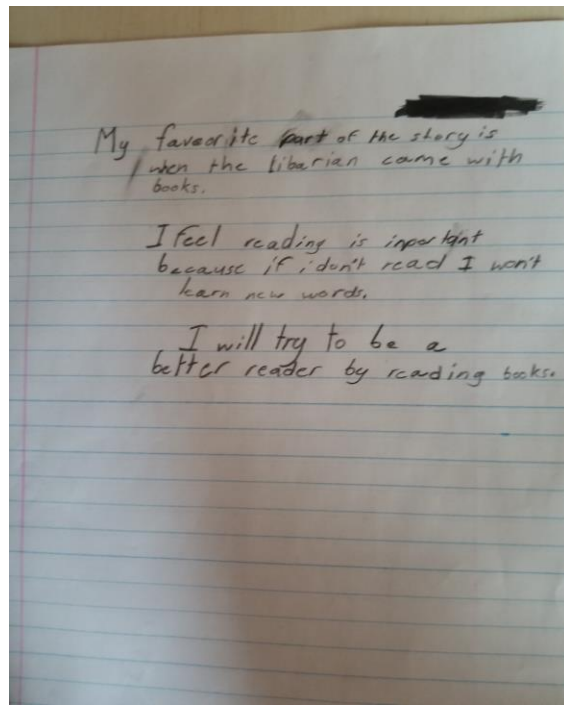 My favorite part of the story is
when the libarian came with
books.
I feel reading is inportant
because if i don't read I won't
learn new words.
I will try to be a
better reader by reading books.